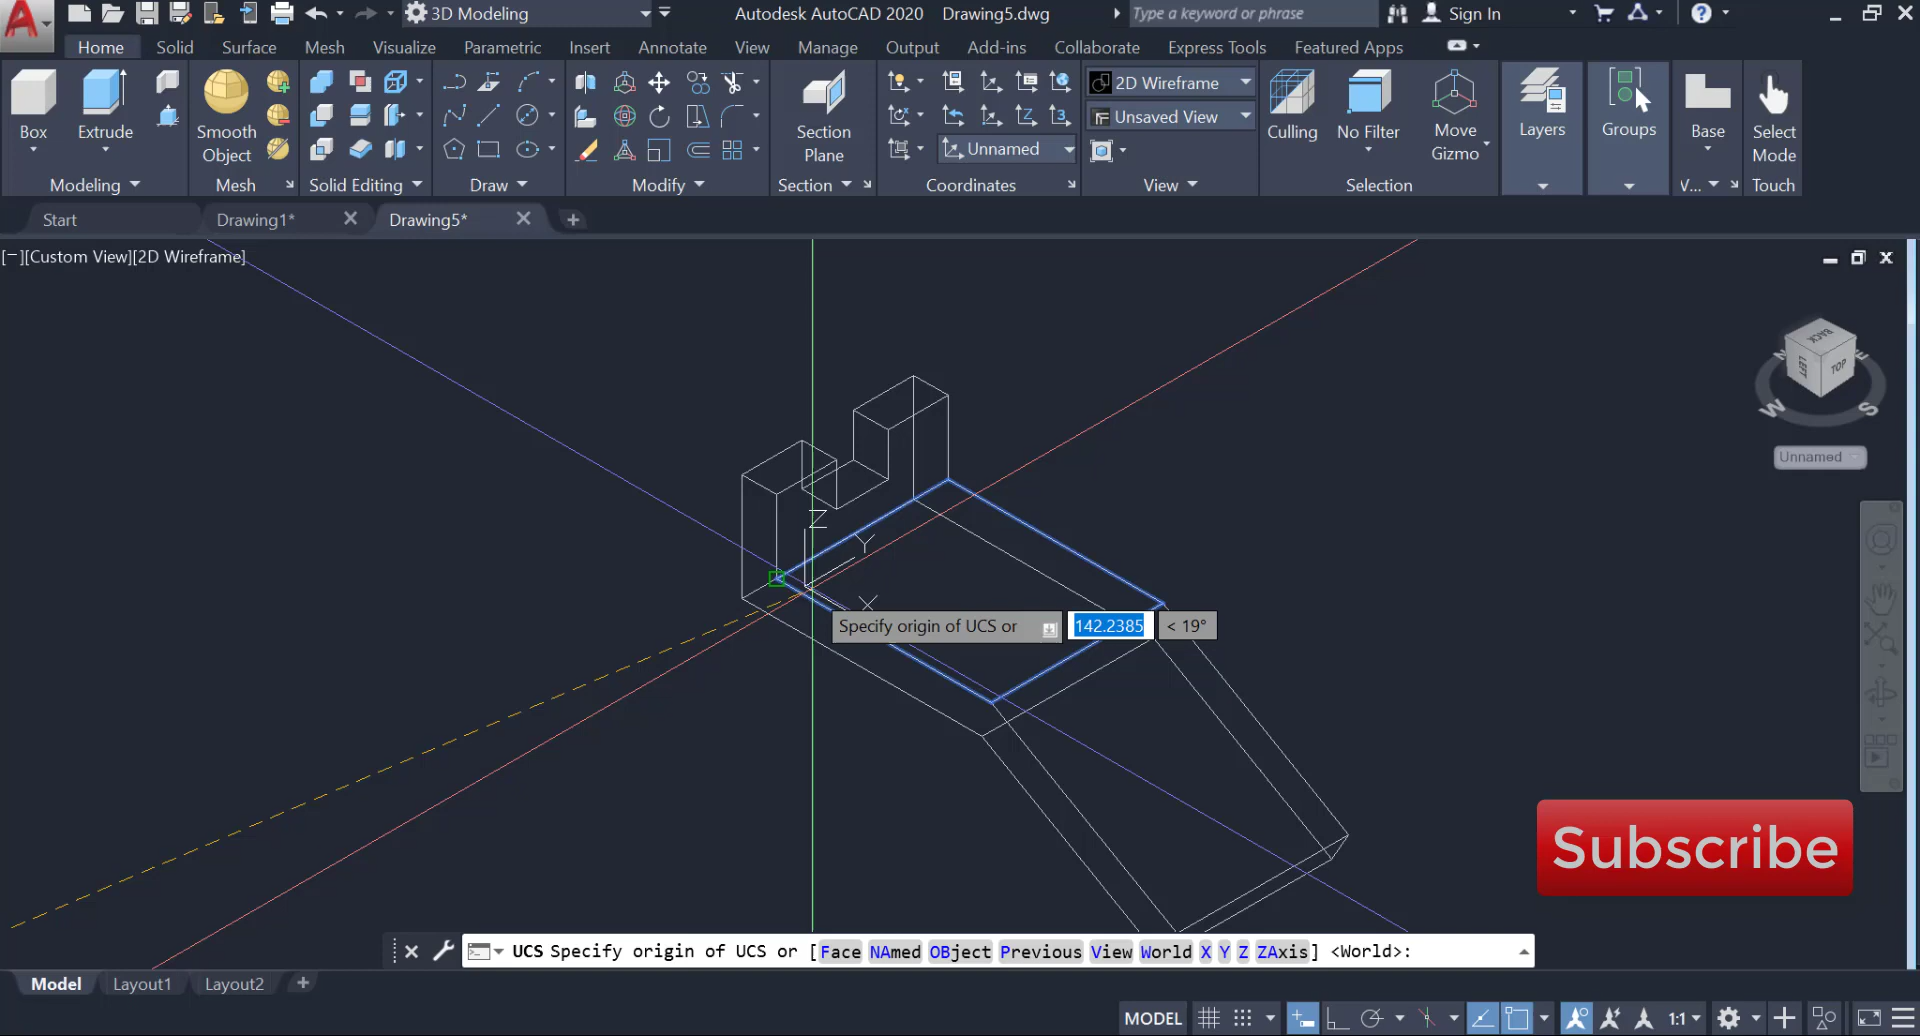 3D Modeling
Autodesk AutoCAD 2020 Drawing5.dwg
Type a keyword or phrase
Sign In
Home Solid Surface Mesh Visualize Parametric Insert Annotate View Manage Output Add-ins Collaborate Express Tools Featured Apps
Box
Extrude
Smooth
Object
Section
Plane
2D Wireframe
Unsaved View
Unnamed
Culling
No Filter
Move
Gizmo
Layers
Groups
Base
Select
Mode
Modeling
Mesh
Solid Editing
Draw
Modify
Section
Coordinates
View
Selection
V...
Touch
Start
Drawing1*
Drawing5*
[−][Custom View][2D Wireframe]
BACK
LEFT
TOP
N
E
W
S
Unnamed
Z
Y
X
Specify origin of UCS or 142.2385 < 19°
Subscribe
UCS Specify origin of UCS or [Face NAmed OBject Previous View World X Y Z ZAxis] <World>:
Model Layout1 Layout2
MODEL
1:1